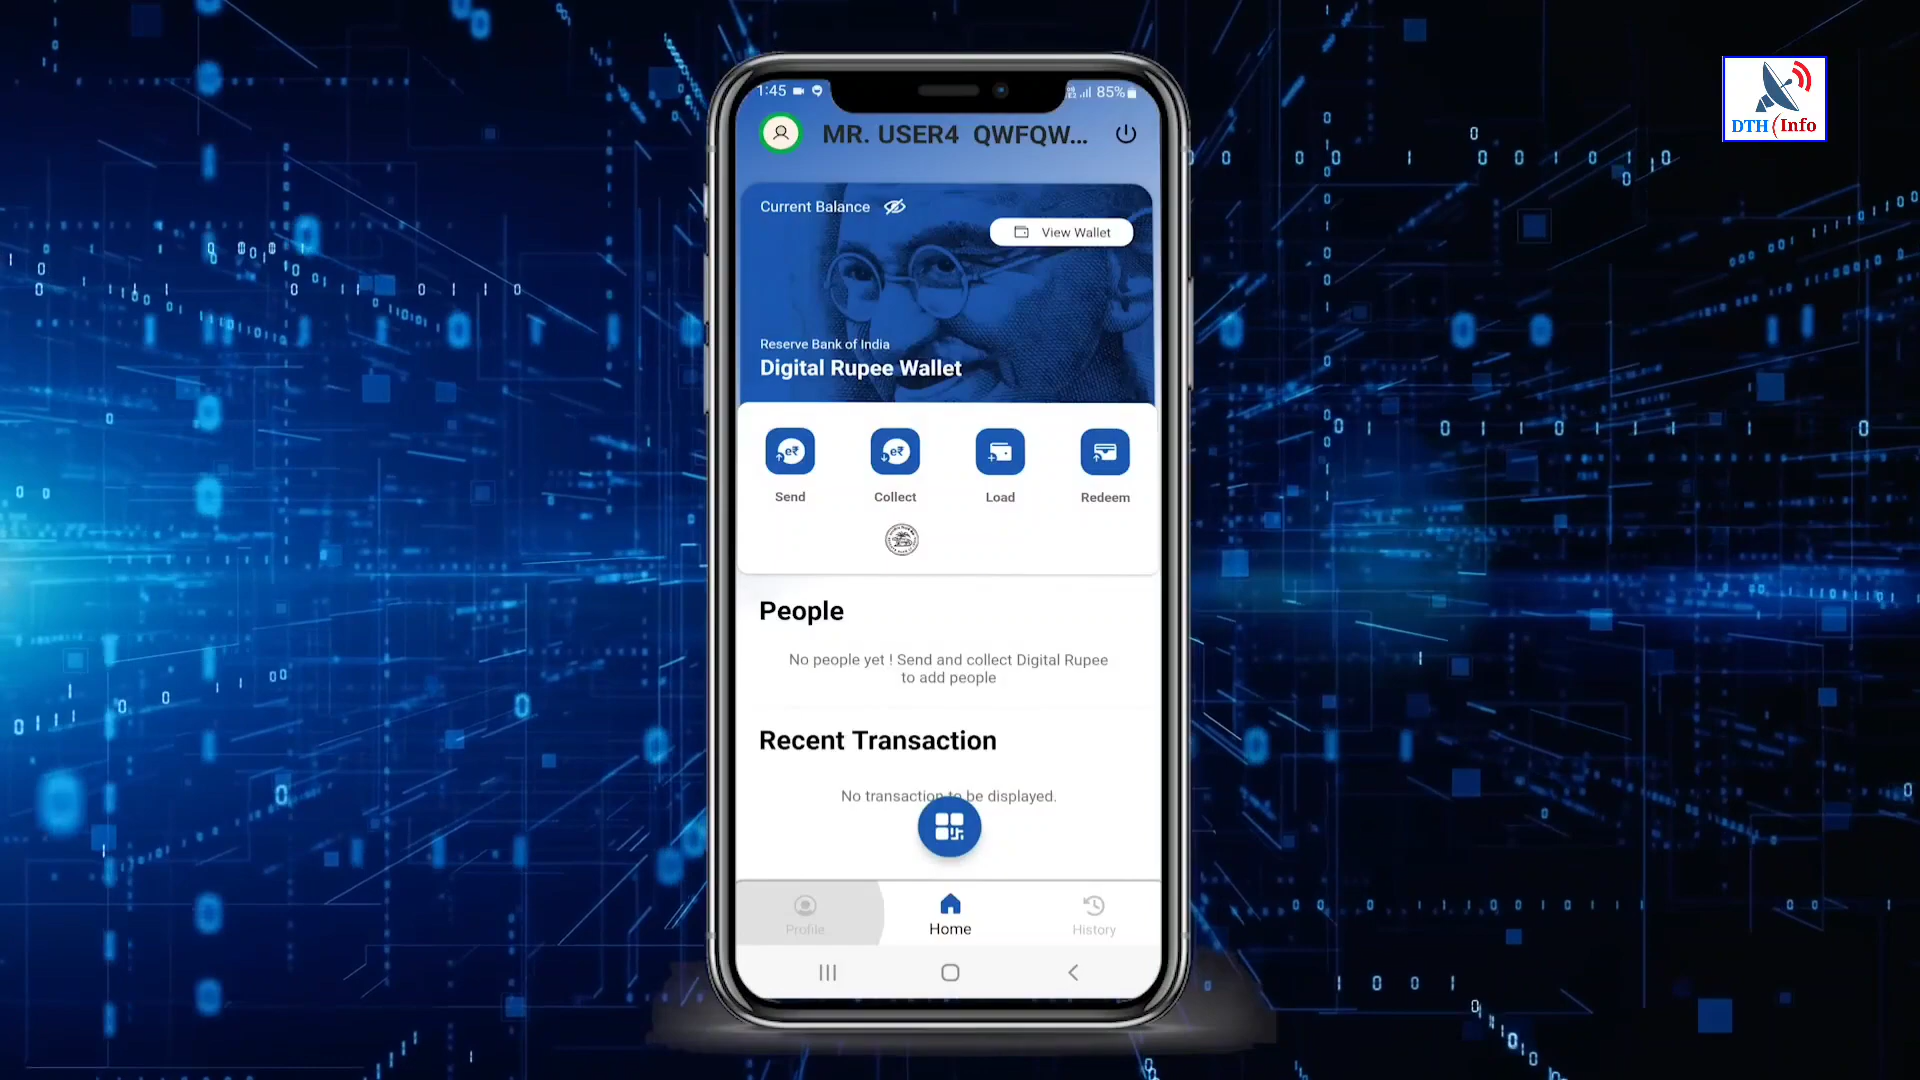 1:45
85%
MR. USER4 QWFQW...
Current Balance
View Wallet
Reserve Bank of India
Digital Rupee Wallet
e₹
e₹
Send
Collect
Load
Redeem
People
No people yet ! Send and collect Digital Rupee
to add people
Recent Transaction
No transaction to be displayed.
Profile
Home
History
DTH Info